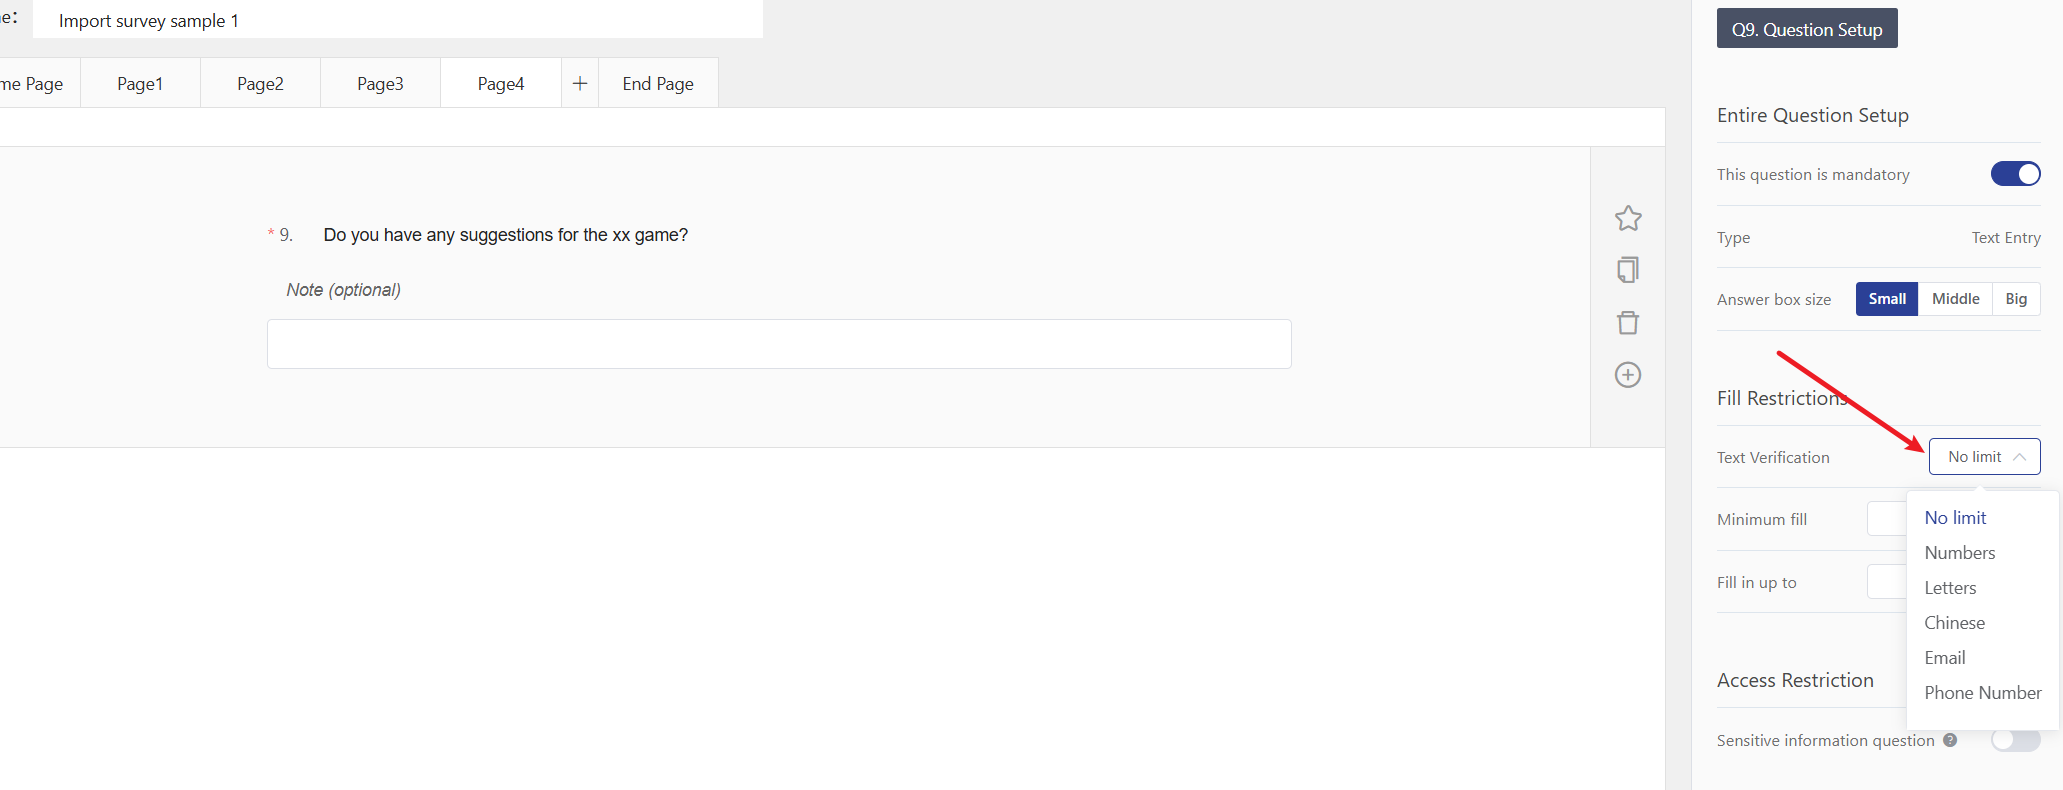 e:
Import survey sample 1
me Page
Page1
Page2
Page3
Page4
+
End Page
* 9. Do you have any suggestions for the xx game?
Note (optional)
Q9. Question Setup
Entire Question Setup
This question is mandatory
Type Text Entry
Answer box size Small Middle Big
Fill Restrictions
Text Verification No limit
Minimum fill
Fill in up to
No limit
Numbers
Letters
Chinese
Email
Phone Number
Access Restriction
Sensitive information question ?